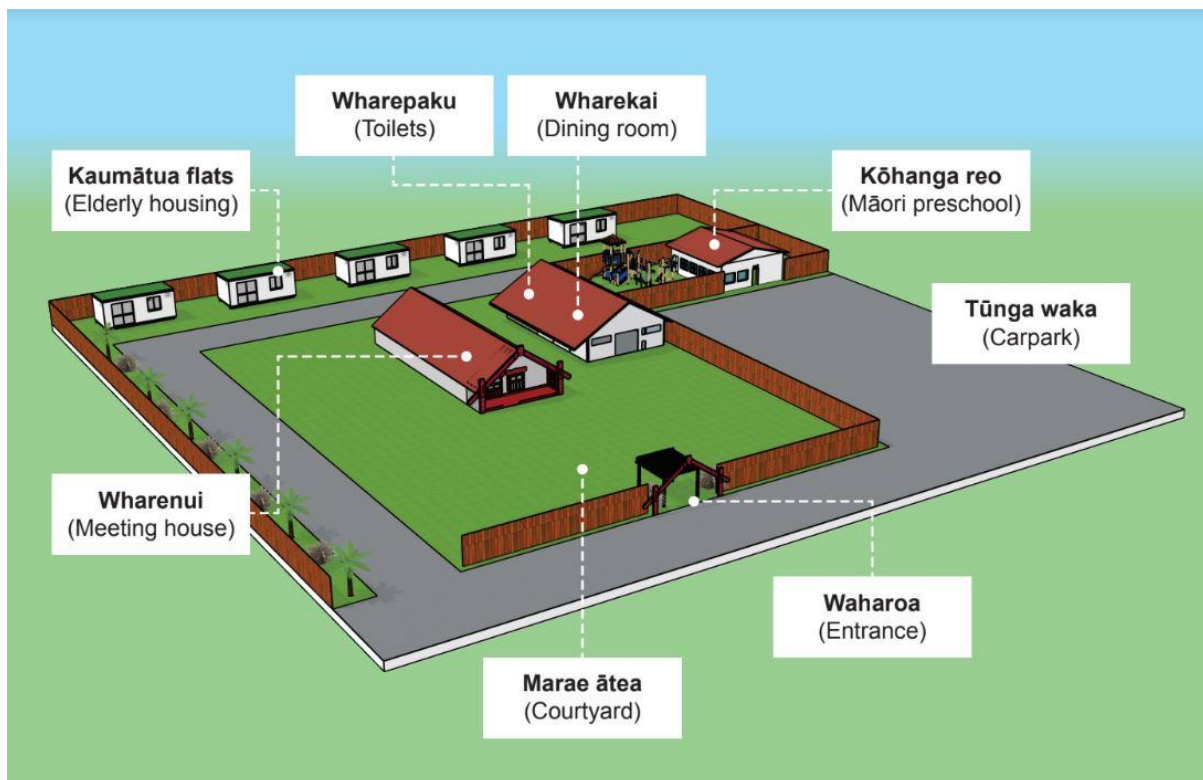 Wharepaku
(Toilets)
Wharekai
(Dining room)
Kaumātua flats
(Elderly housing)
Kōhanga reo
(Māori preschool)
Tūnga waka
(Carpark)
Wharenui
(Meeting house)
Waharoa
(Entrance)
Marae ātea
(Courtyard)